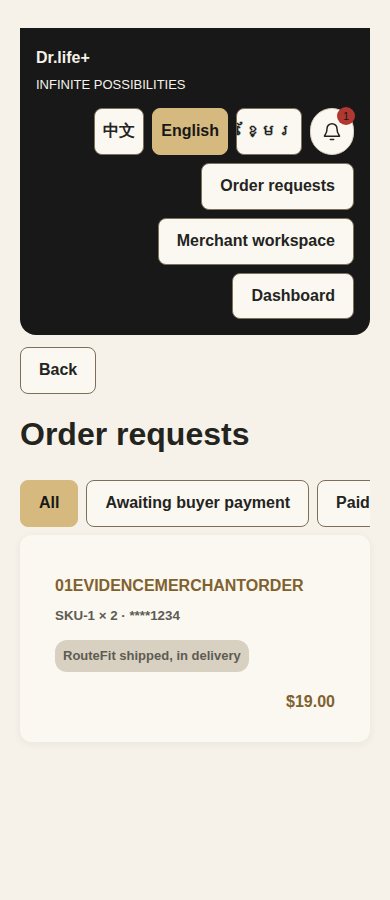 Dr.life+
INFINITE POSSIBILITIES
中文 English ខ្មែរ 1
Order requests
Merchant workspace
Dashboard
Back
Order requests
All Awaiting buyer payment Paid
01EVIDENCEMERCHANTORDER
SKU-1 × 2 · ****1234
RouteFit shipped, in delivery
$19.00